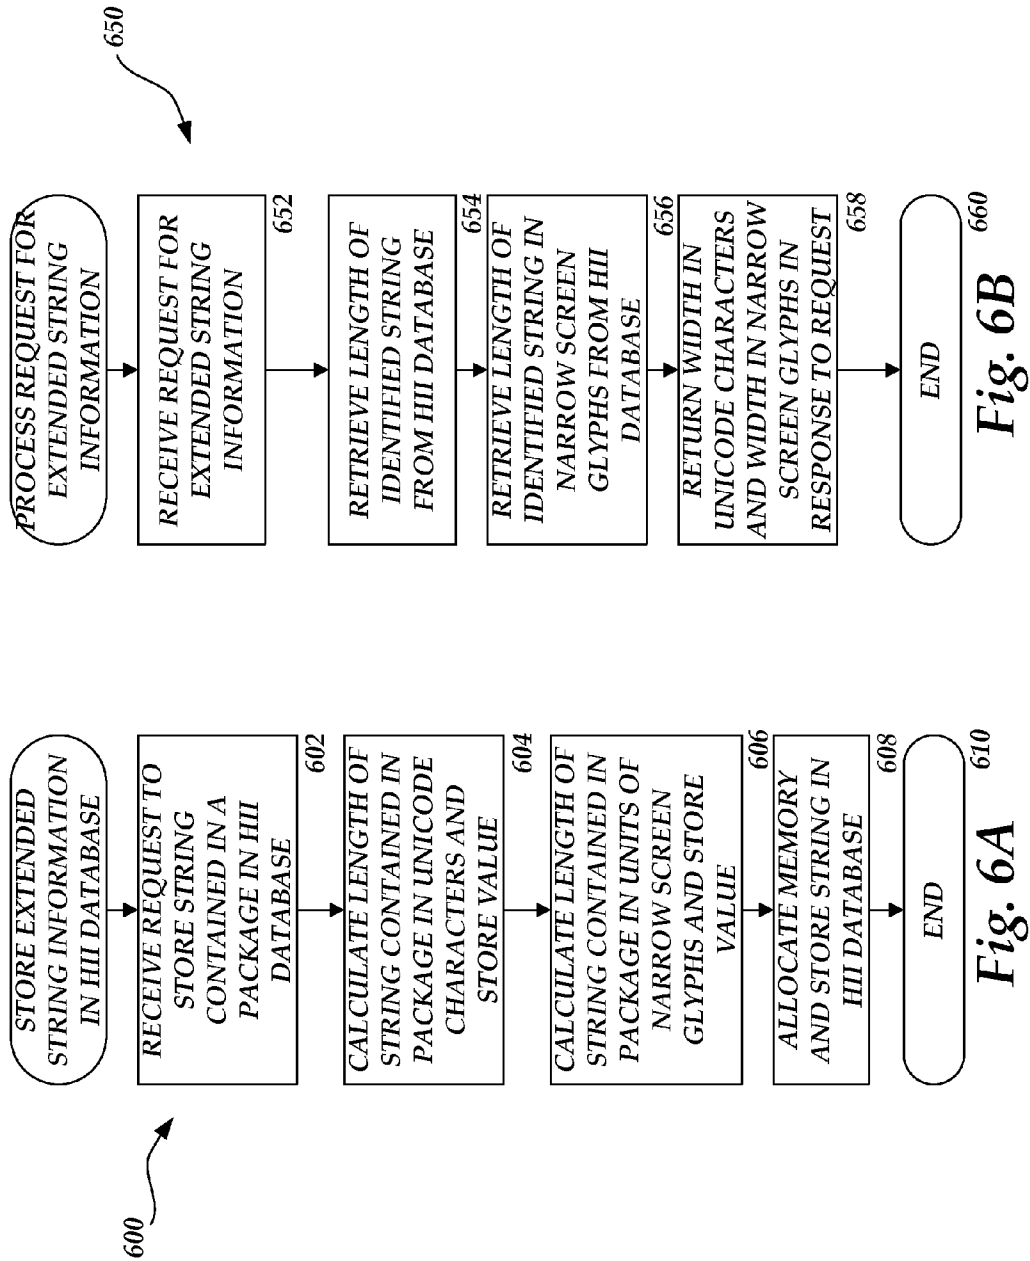 600
STORE EXTENDED
STRING INFORMATION
IN HII DATABASE
RECEIVE REQUEST TO
STORE STRING
CONTAINED IN A
PACKAGE IN HII
DATABASE
602
CALCULATE LENGTH OF
STRING CONTAINED IN
PACKAGE IN UNICODE
CHARACTERS AND
STORE VALUE
604
CALCULATE LENGTH OF
STRING CONTAINED IN
PACKAGE IN UNITS OF
NARROW SCREEN
GLYPHS AND STORE
VALUE
606
ALLOCATE MEMORY
AND STORE STRING IN
HII DATABASE
608
END
610
Fig. 6A
650
PROCESS REQUEST FOR
EXTENDED STRING
INFORMATION
RECEIVE REQUEST FOR
EXTENDED STRING
INFORMATION
652
RETRIEVE LENGTH OF
IDENTIFIED STRING
FROM HII DATABASE
654
RETRIEVE LENGTH OF
IDENTIFIED STRING IN
NARROW SCREEN
GLYPHS FROM HII
DATABASE
656
RETURN WIDTH IN
UNICODE CHARACTERS
AND WIDTH IN NARROW
SCREEN GLYPHS IN
RESPONSE TO REQUEST
658
END
660
Fig. 6B